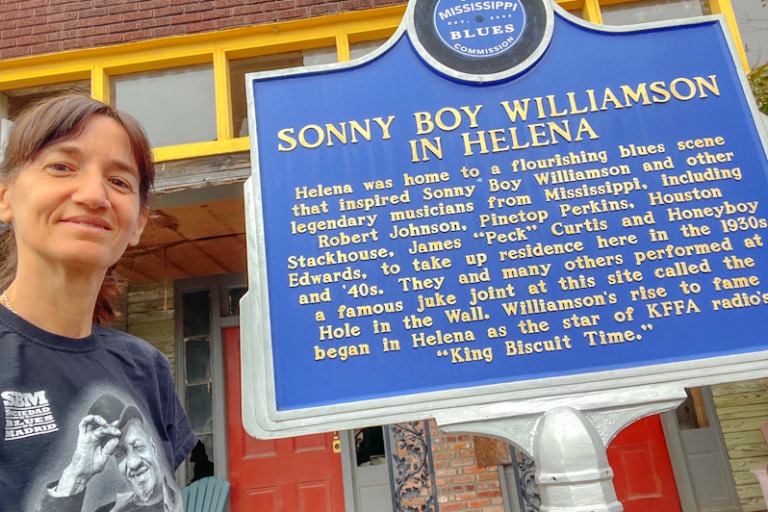 MISSISSIPPI
BLUES
COMMISSION
SONNY BOY WILLIAMSON
IN HELENA
Helena was home to a flourishing blues scene
that inspired Sonny Boy Williamson and other
legendary musicians from Mississippi, including
Robert Johnson, Pinetop Perkins, Houston
Stackhouse, James "Peck" Curtis and Honeyboy
Edwards, to take up residence here in the 1930s
and '40s. They and many others performed at
a famous juke joint at this site called the
Hole in the Wall. Williamson's rise to fame
began in Helena as the star of KFFA radio's
"King Biscuit Time."
SBM
SOCIEDAD
BLUES
MADRID